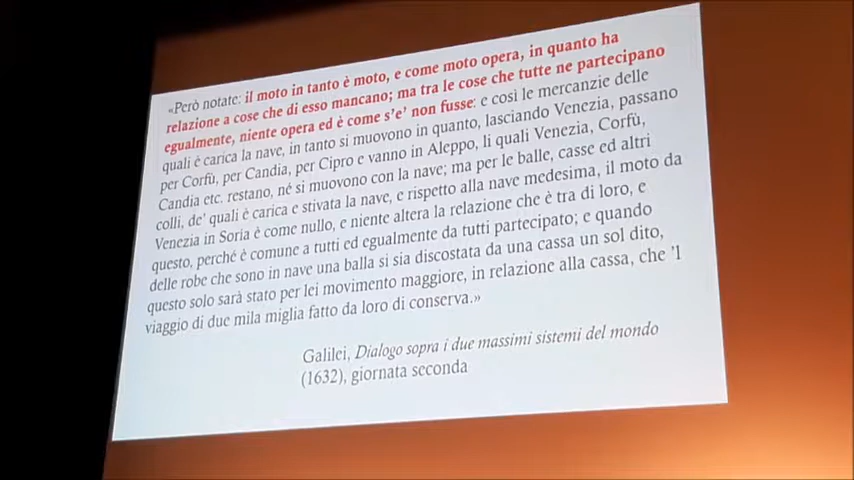 «Però notate: il moto in tanto è moto, e come moto opera, in quanto ha
relazione a cose che di esso mancano; ma tra le cose che tutte ne partecipano
egualmente, niente opera ed è come s'e' non fusse: e così le mercanzie delle
quali è carica la nave, in tanto si muovono in quanto, lasciando Venezia, passano
per Corfù, per Candia, per Cipro e vanno in Aleppo, li quali Venezia, Corfù,
Candia etc. restano, né si muovono con la nave; ma per le balle, casse ed altri
colli, de' quali è carica e stivata la nave, e rispetto alla nave medesima, il moto da
Venezia in Soria è come nullo, e niente altera la relazione che è tra di loro, e
questo, perché è comune a tutti ed egualmente da tutti partecipato; e quando
delle robe che sono in nave una balla si sia discostata da una cassa un sol dito,
questo solo sarà stato per lei movimento maggiore, in relazione alla cassa, che 'l
viaggio di due mila miglia fatto da loro di conserva.»
Galilei, Dialogo sopra i due massimi sistemi del mondo
(1632), giornata seconda